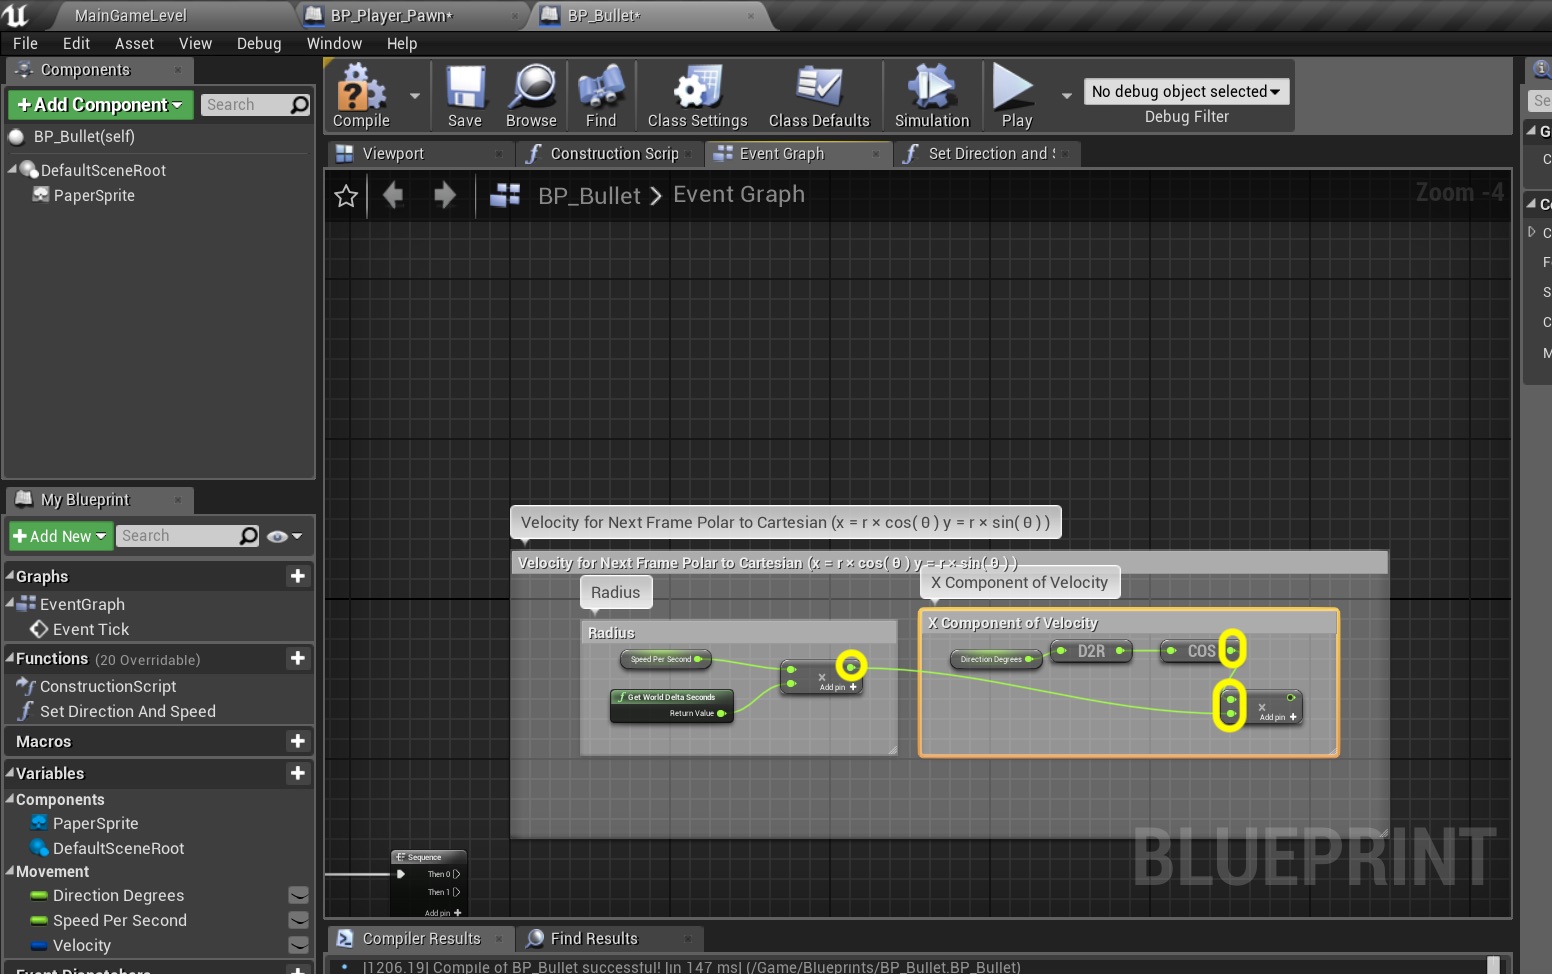 MainGameLevel
BP_Player_Pawn*
BP_Bullet*
File Edit Asset View Debug Window Help
Components
+Add Component
Search
BP_Bullet(self)
DefaultSceneRoot
PaperSprite
Compile
Save
Browse
Find
Class Settings
Class Defaults
Simulation
Play
No debug object selected
Debug Filter
Viewport
Construction Scrip
Event Graph
Set Direction and
BP_Bullet > Event Graph
Zoom -4
Velocity for Next Frame Polar to Cartesian (x = r × cos( θ ) y = r × sin( θ ) )
Velocity for Next Frame Polar to Cartesian (x = r × cos( θ ) y = r × sin( θ ) )
Radius
Radius
Speed Per Second
Get World Delta Seconds
Return Value
×
Add pin +
X Component of Velocity
X Component of Velocity
Direction Degrees
D2R
COS
×
Add pin +
BLUEPRINT
Sequence
Then 0
Then 1
Add pin +
My Blueprint
+Add New
Search
Graphs
EventGraph
Event Tick
Functions (20 Overridable)
ConstructionScript
Set Direction And Speed
Macros
Variables
Components
PaperSprite
DefaultSceneRoot
Movement
Direction Degrees
Speed Per Second
Velocity
Event Dispatchers
Compiler Results
Find Results
[1206.19] Compile of BP_Bullet successful! [in 147 ms] (/Game/Blueprints/BP_Bullet.BP_Bullet)
Se
G
C
Co
C
F
S
C
M